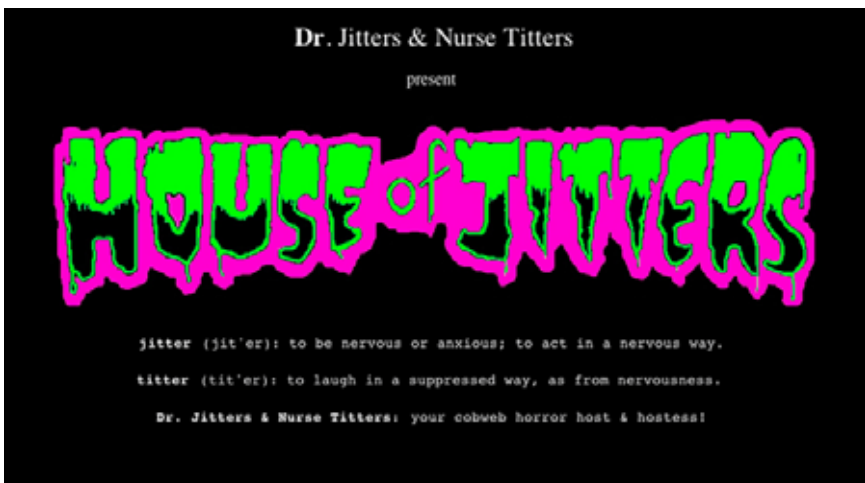 Dr. Jitters & Nurse Titters
present
HOUSE of JITTERS
jitter (jit'er): to be nervous or anxious; to act in a nervous way.
titter (tit'er): to laugh in a suppressed way, as from nervousness.
Dr. Jitters & Nurse Titters: your cobweb horror host & hostess!